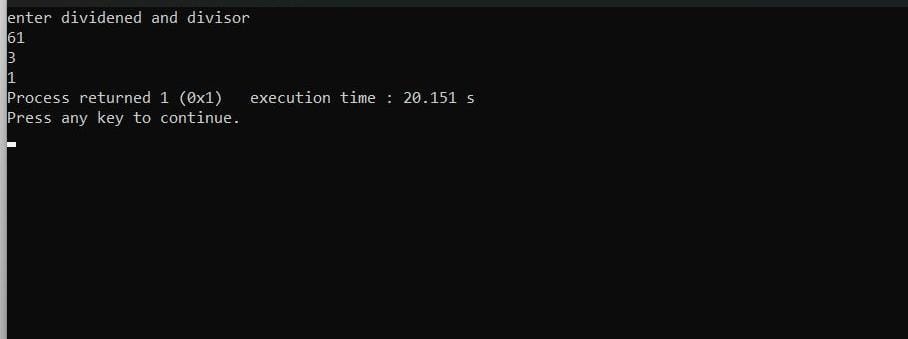 enter dividened and divisor
61
3
1
Process returned 1 (0x1)   execution time : 20.151 s
Press any key to continue.